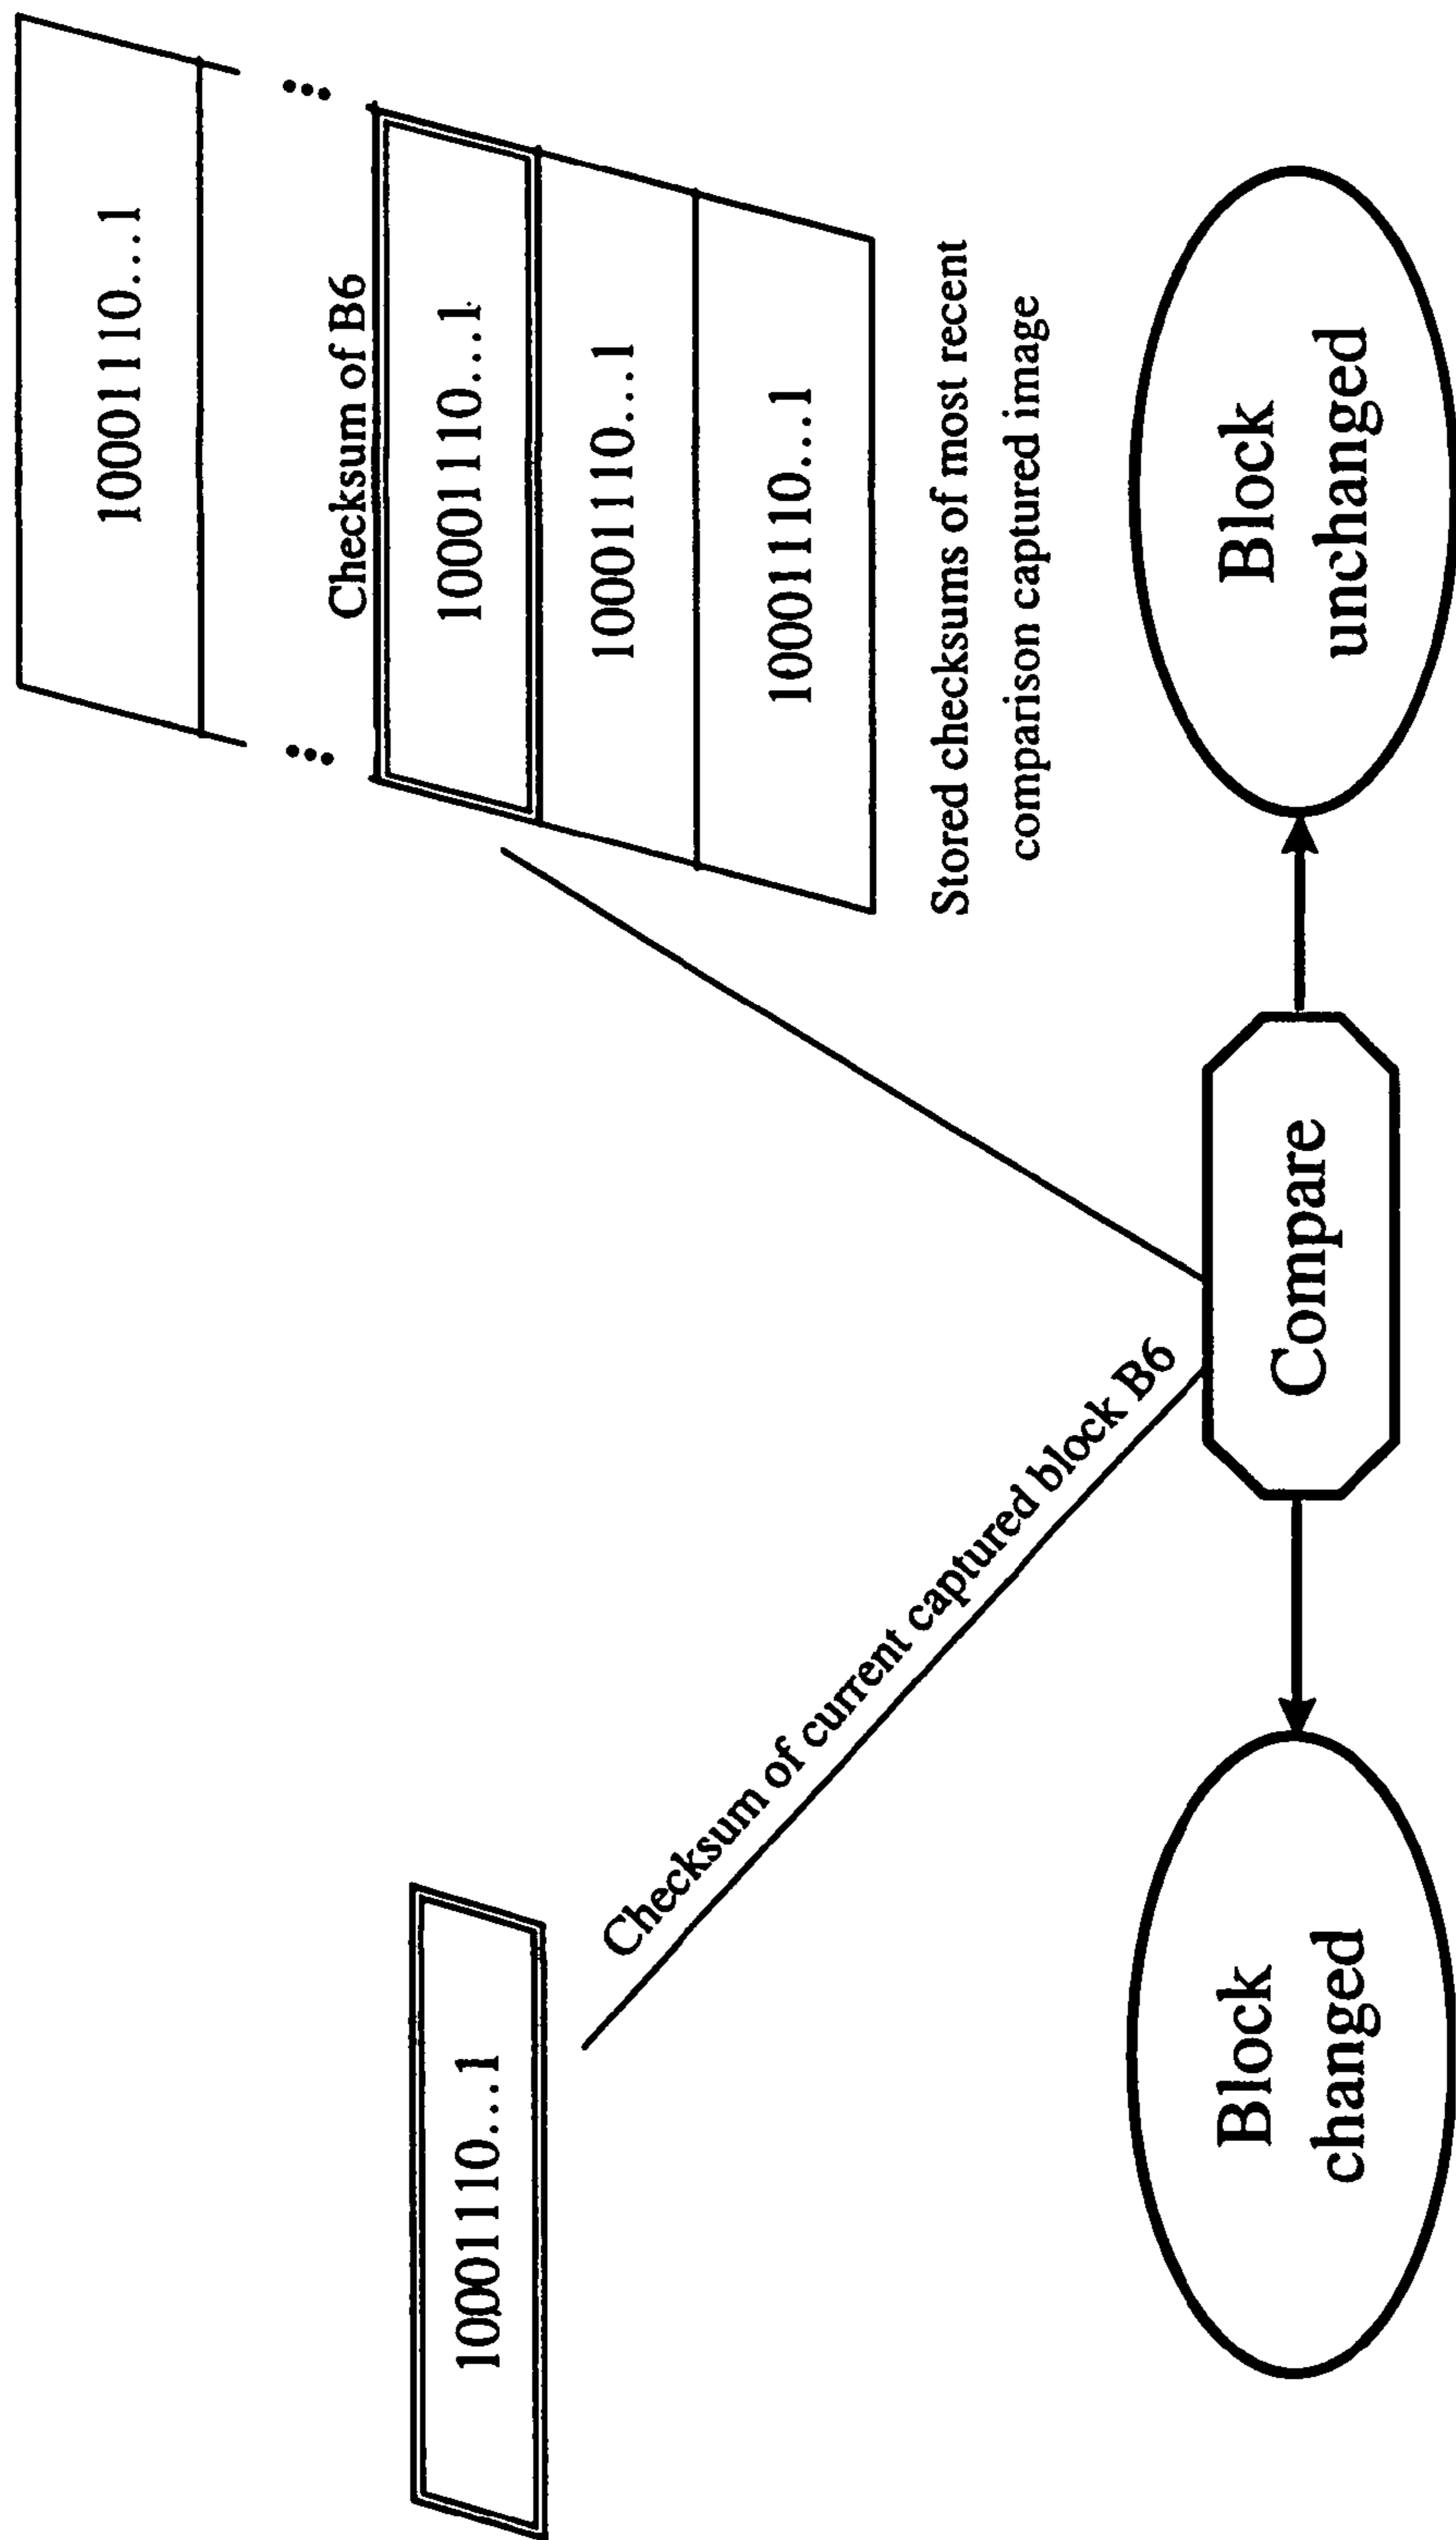 10001110...1
Checksum of B6
10001110...1
10001110...1
10001110...1
10001110...1
Stored checksums of most recent
comparison captured image
Checksum of current captured block B6
Block
changed
Compare
Block
unchanged